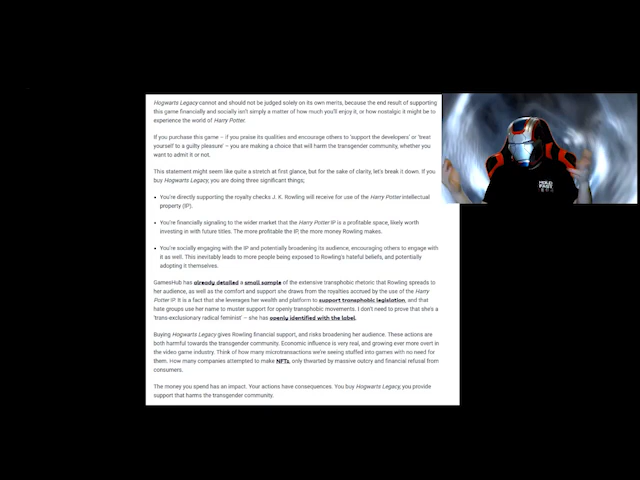 Hogwarts Legacy cannot and should not be judged solely on its own merits, because the end result of supporting
this game financially and socially isn't simply a matter of how much you'll enjoy it, or how nostalgic it might be to
experience the world of Harry Potter.
If you purchase this game – if you praise its qualities and encourage others to 'support the developers' or 'treat
yourself to a guilty pleasure' – you are making a choice that will harm the transgender community, whether you
want to admit it or not.
This statement might seem like quite a stretch at first glance, but for the sake of clarity, let's break it down. If you
buy Hogwarts Legacy, you are doing three significant things;
• You're directly supporting the royalty checks J. K. Rowling will receive for use of the Harry Potter intellectual
property (IP).
• You're financially signaling to the wider market that the Harry Potter IP is a profitable space, likely worth
investing in with future titles. The more profitable the IP, the more money Rowling makes.
• You're socially engaging with the IP and potentially broadening its audience, encouraging others to engage with
it as well. This inevitably leads to more people being exposed to Rowling's hateful beliefs, and potentially
adopting it themselves.
GamesHub has already detailed a small sample of the extensive transphobic rhetoric that Rowling spreads to
her audience, as well as the comfort and support she draws from the royalties accrued by the use of the Harry
Potter IP. It is a fact that she leverages her wealth and platform to support transphobic legislation, and that
hate groups use her name to muster support for openly transphobic movements. I don't need to prove that she's a
'trans-exclusionary radical feminist' – she has openly identified with the label.
Buying Hogwarts Legacy gives Rowling financial support, and risks broadening her audience. These actions are
both harmful towards the transgender community. Economic influence is very real, and growing ever more overt in
the video game industry. Think of how many microtransactions we're seeing stuffed into games with no need for
them. How many companies attempted to make NFTs, only thwarted by massive outcry and financial refusal from
consumers.
The money you spend has an impact. Your actions have consequences. You buy Hogwarts Legacy, you provide
support that harms the transgender community.
HOLD
FAST